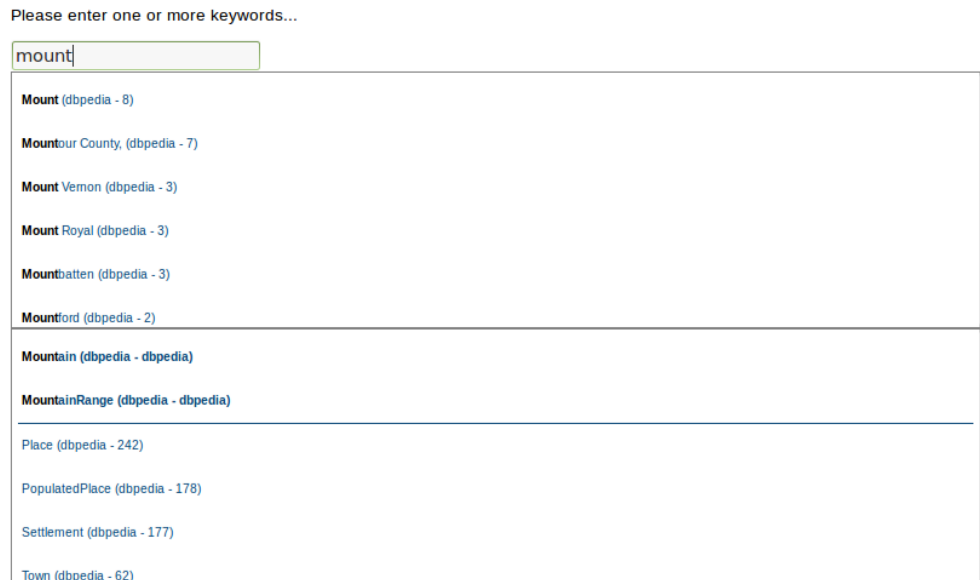 Please enter one or more keywords...
mount
Mount (dbpedia - 8)
Mountour County, (dbpedia - 7)
Mount Vernon (dbpedia - 3)
Mount Royal (dbpedia - 3)
Mountbatten (dbpedia - 3)
Mountford (dbpedia - 2)
Mountain (dbpedia - dbpedia)
MountainRange (dbpedia - dbpedia)
Place (dbpedia - 242)
PopulatedPlace (dbpedia - 178)
Settlement (dbpedia - 177)
Town (dbpedia - 62)